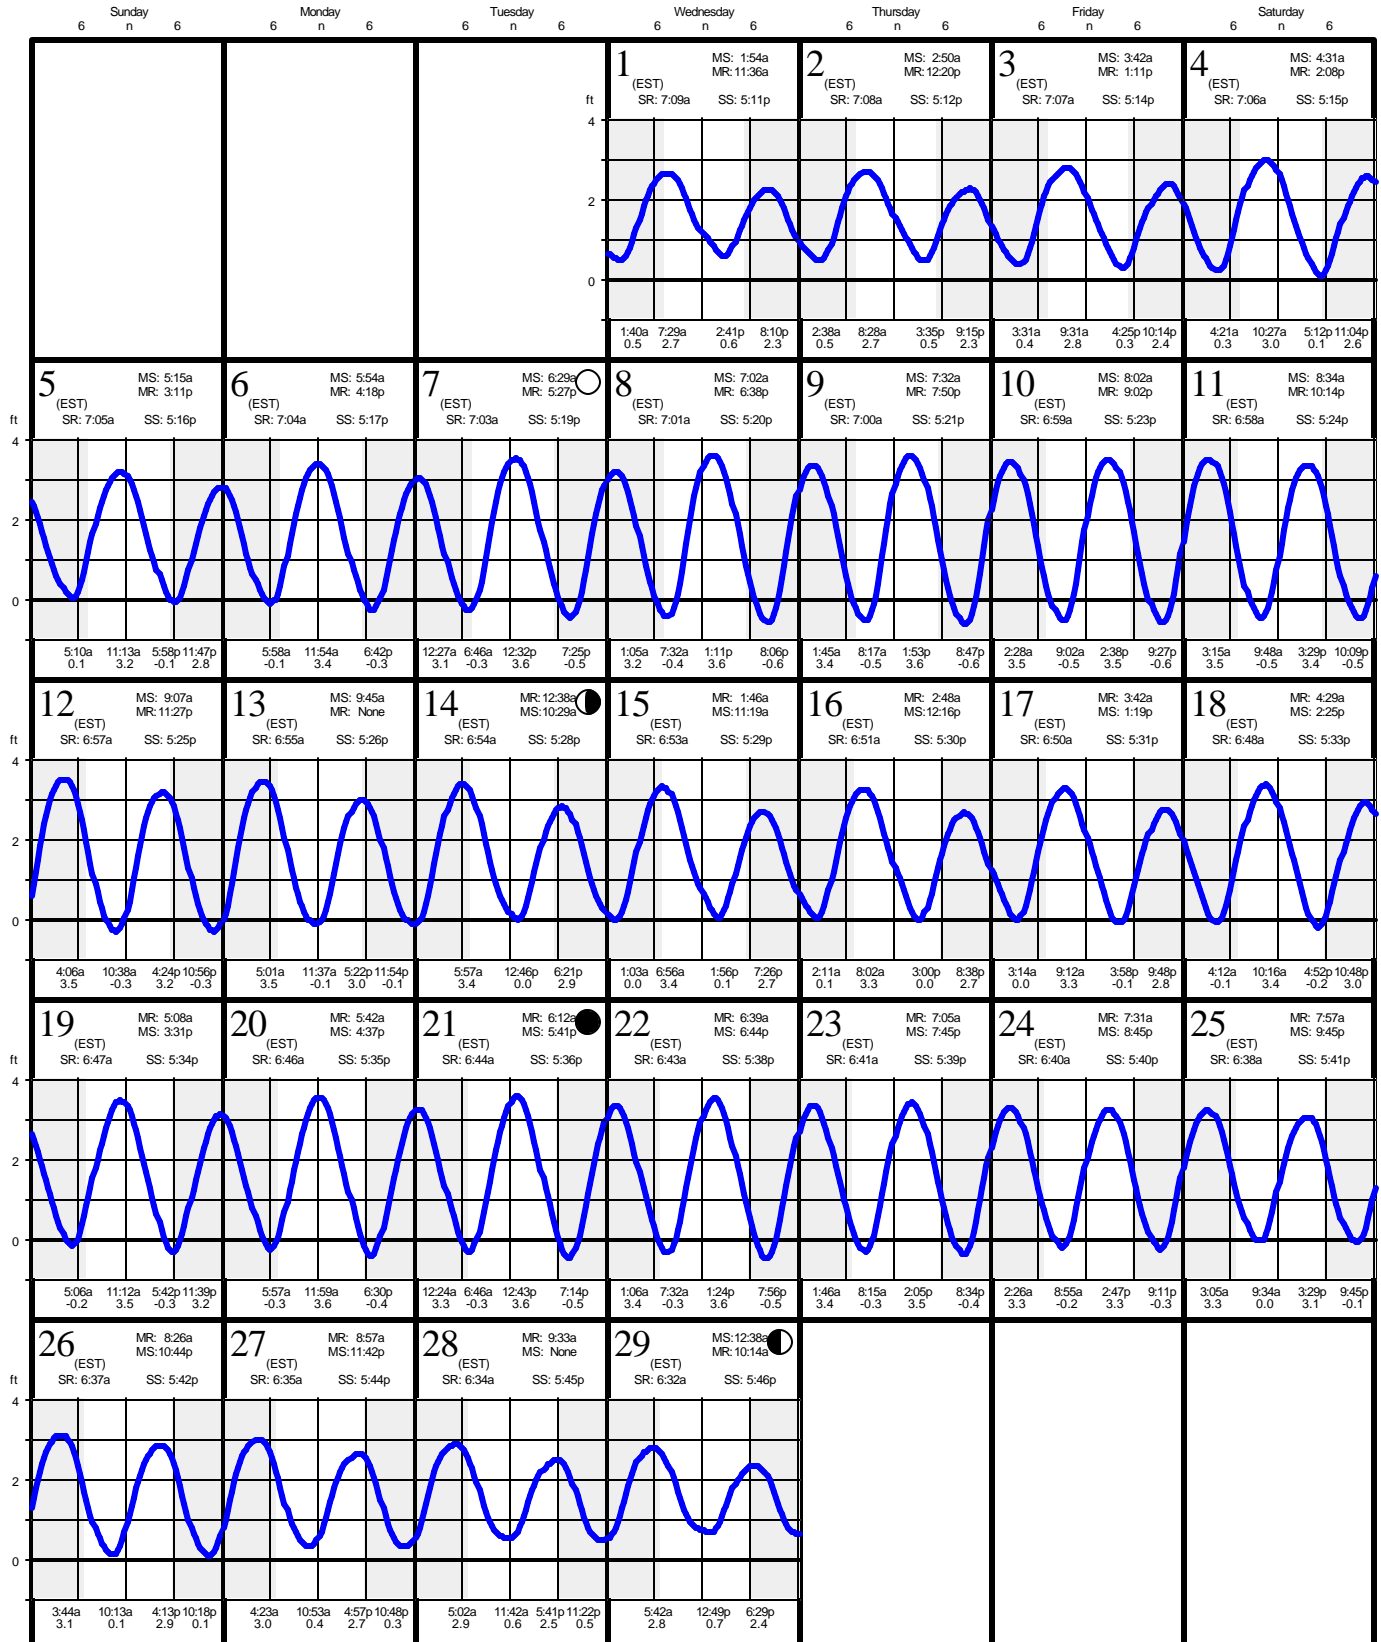 Sunday Monday Tuesday Wednesday Thursday Friday Saturday
6 n 6 6 n 6 6 n 6 6 n 6 6 n 6 6 n 6 6 n 6
1 MS: 1:54a 2 MS: 2:50a 3 MS: 3:42a 4 MS: 4:31a
MR: 11:36a MR: 12:20p MR: 1:11p MR: 2:08p
(EST) (EST) (EST) (EST)
ft SR: 7:09a SS: 5:11p SR: 7:08a SS: 5:12p SR: 7:07a SS: 5:14p SR: 7:06a SS: 5:15p
4
2
0
1:40a 7:29a 2:41p 8:10p 2:38a 8:28a 3:35p 9:15p 3:31a 9:31a 4:25p 10:14p 4:21a 10:27a 5:12p 11:04p
0.5 2.7 0.6 2.3 0.5 2.7 0.5 2.3 0.4 2.8 0.3 2.4 0.3 3.0 0.1 2.6
5 MS: 5:15a 6 MS: 5:54a 7 MS: 6:29a 8 MS: 7:02a 9 MS: 7:32a 10 MS: 8:02a 11 MS: 8:34a
MR: 3:11p MR: 4:18p MR: 5:27p MR: 6:38p MR: 7:50p MR: 9:02p MR: 10:14p
(EST) (EST) (EST) (EST) (EST) (EST) (EST)
ft SR: 7:05a SS: 5:16p SR: 7:04a SS: 5:17p SR: 7:03a SS: 5:19p SR: 7:01a SS: 5:20p SR: 7:00a SS: 5:21p SR: 6:59a SS: 5:23p SR: 6:58a SS: 5:24p
4
2
0
5:10a 11:13a 5:58p 11:47p 5:58a 11:54a 6:42p 12:27a 6:46a 12:32p 7:25p 1:05a 7:32a 1:11p 8:06p 1:45a 8:17a 1:53p 8:47p 2:28a 9:02a 2:38p 9:27p 3:15a 9:48a 3:29p 10:09p
0.1 3.2 -0.1 2.8 -0.1 3.4 -0.3 3.1 -0.3 3.6 -0.5 3.2 -0.4 3.6 -0.6 3.4 -0.5 3.6 -0.6 3.5 -0.5 3.5 -0.6 3.5 -0.5 3.4 -0.5
12 MS: 9:07a 13 MS: 9:45a 14 MR: 12:38a 15 MR: 1:46a 16 MR: 2:48a 17 MR: 3:42a 18 MR: 4:29a
MR: 11:27p MR: None MS: 10:29a MS: 11:19a MS: 12:16p MS: 1:19p MS: 2:25p
(EST) (EST) (EST) (EST) (EST) (EST) (EST)
ft SR: 6:57a SS: 5:25p SR: 6:55a SS: 5:26p SR: 6:54a SS: 5:28p SR: 6:53a SS: 5:29p SR: 6:51a SS: 5:30p SR: 6:50a SS: 5:31p SR: 6:48a SS: 5:33p
4
2
0
4:06a 10:38a 4:24p 10:56p 5:01a 11:37a 5:22p 11:54p 5:57a 12:46p 6:21p 1:03a 6:56a 1:56p 7:26p 2:11a 8:02a 3:00p 8:38p 3:14a 9:12a 3:58p 9:48p 4:12a 10:16a 4:52p 10:48p
3.5 -0.3 3.2 -0.3 3.5 -0.1 3.0 -0.1 3.4 0.0 2.9 0.0 3.4 0.1 2.7 0.1 3.3 0.0 2.7 0.0 3.3 -0.1 2.8 -0.1 3.4 -0.2 3.0
19 MR: 5:08a 20 MR: 5:42a 21 MR: 6:12a 22 MR: 6:39a 23 MR: 7:05a 24 MR: 7:31a 25 MR: 7:57a
MS: 3:31p MS: 4:37p MS: 5:41p MS: 6:44p MS: 7:45p MS: 8:45p MS: 9:45p
(EST) (EST) (EST) (EST) (EST) (EST) (EST)
ft SR: 6:47a SS: 5:34p SR: 6:46a SS: 5:35p SR: 6:44a SS: 5:36p SR: 6:43a SS: 5:38p SR: 6:41a SS: 5:39p SR: 6:40a SS: 5:40p SR: 6:38a SS: 5:41p
4
2
0
5:06a 11:12a 5:42p 11:39p 5:57a 11:59a 6:30p 12:24a 6:46a 12:43p 7:14p 1:06a 7:32a 1:24p 7:56p 1:46a 8:15a 2:05p 8:34p 2:26a 8:55a 2:47p 9:11p 3:05a 9:34a 3:29p 9:45p
-0.2 3.5 -0.3 3.2 -0.3 3.6 -0.4 3.3 -0.3 3.6 -0.5 3.4 -0.3 3.6 -0.5 3.4 -0.3 3.5 -0.4 3.3 -0.2 3.3 -0.3 3.3 0.0 3.1 -0.1
26 MR: 8:26a 27 MR: 8:57a 28 MR: 9:33a 29 MS: 12:38a
MS: 10:44p MS: 11:42p MS: None MR: 10:14a
(EST) (EST) (EST) (EST)
ft SR: 6:37a SS: 5:42p SR: 6:35a SS: 5:44p SR: 6:34a SS: 5:45p SR: 6:32a SS: 5:46p
4
2
0
3:44a 10:13a 4:13p 10:18p 4:23a 10:53a 4:57p 10:48p 5:02a 11:42a 5:41p 11:22p 5:42a 12:49p 6:29p
3.1 0.1 2.9 0.1 3.0 0.4 2.7 0.3 2.9 0.6 2.5 0.5 2.8 0.7 2.4